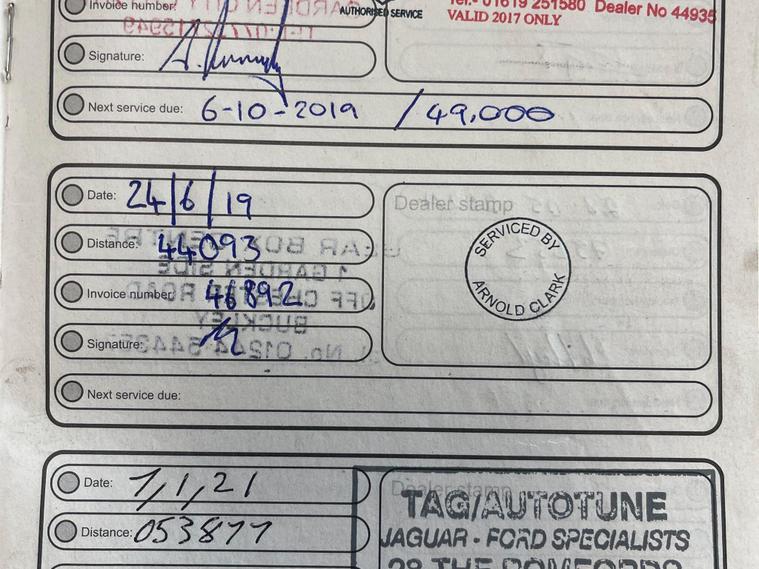 Invoice number:
AUTHORISED SERVICE
Tel:- 01619 251580 Dealer No 44935
VALID 2017 ONLY
Signature:
Next service due: 6-10-2019 / 49,000
Date: 24/6/19
Dealer stamp
Distance: 44093
SERVICED BY
ARNOLD CLARK
Invoice number: 46892
Signature:
Next service due:
Date: 1,1,21
Dealer stamp
TAG/AUTOTUNE
Distance: 053877
JAGUAR - FORD SPECIALISTS